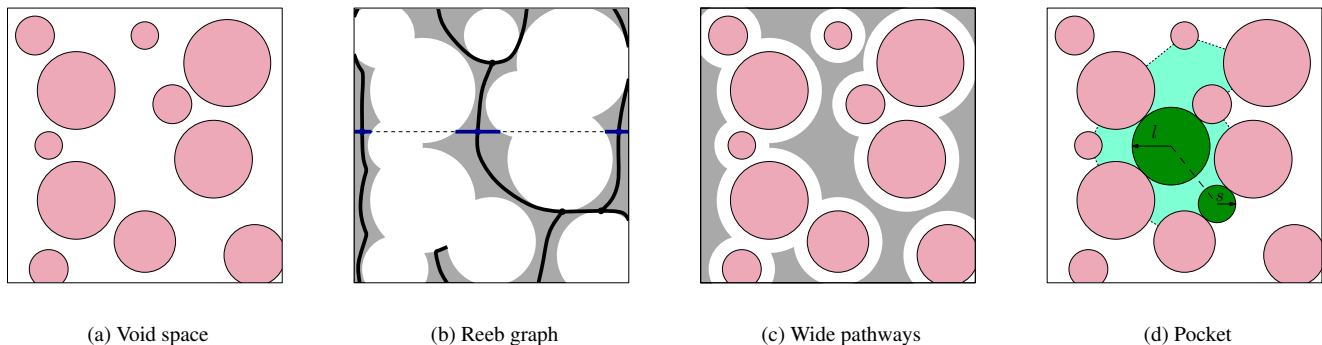 l
s
(a) Void space
(b) Reeb graph
(c) Wide pathways
(d) Pocket